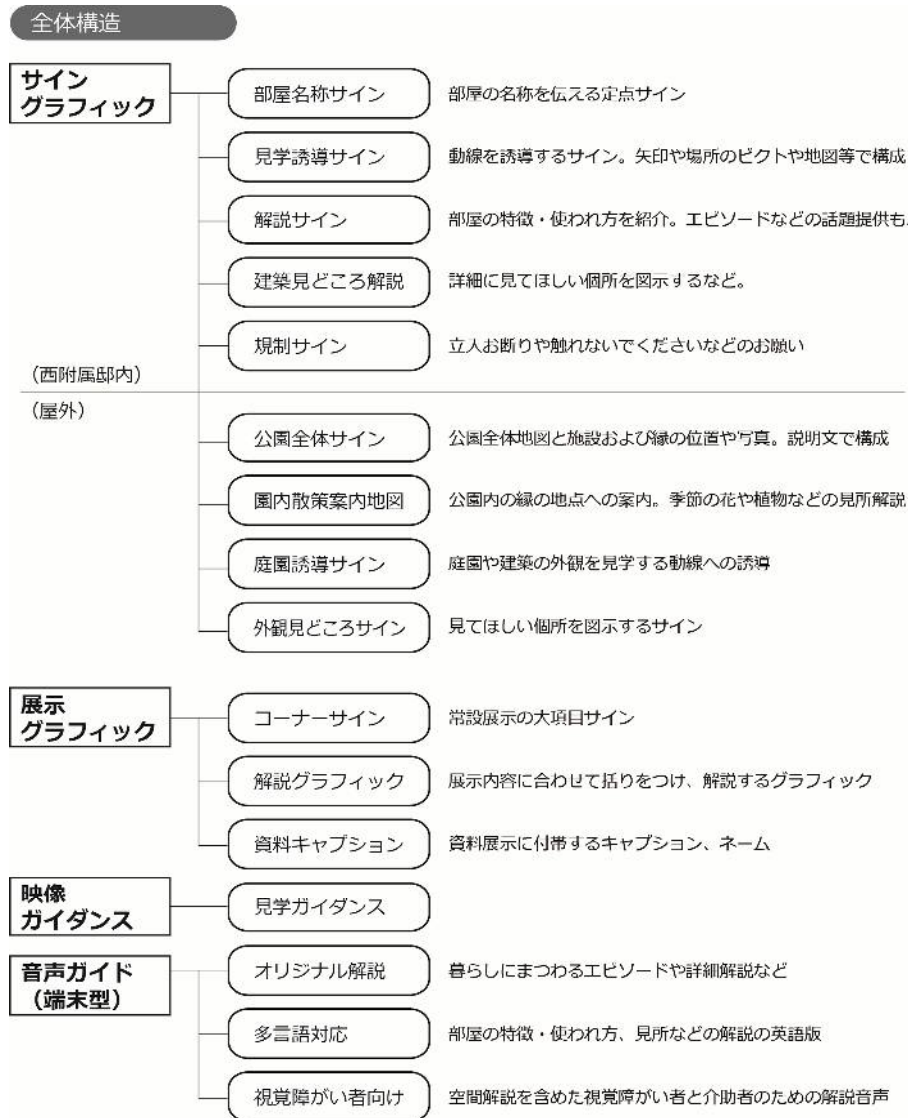 全体構造
サイン
グラフィック
部屋名称サイン 部屋の名称を伝える定点サイン
見学誘導サイン 動線を誘導するサイン。矢印や場所のピクトや地図等で構成
解説サイン 部屋の特徴・使われ方を紹介。エピソードなどの話題提供も
建築見どころ解説 詳細に見てほしい個所を図示するなど。
規制サイン 立入お断りや触れないでくださいなどのお願い
（西附属邸内）
（屋外）
公園全体サイン 公園全体地図と施設および縁の位置や写真。説明文で構成
園内散策案内地図 公園内の縁の地点への案内。季節の花や植物などの見所解説
庭園誘導サイン 庭園や建築の外観を見学する動線への誘導
外観見どころサイン 見てほしい個所を図示するサイン
展示
グラフィック
コーナーサイン 常設展示の大項目サイン
解説グラフィック 展示内容に合わせて括りをつけ、解説するグラフィック
資料キャプション 資料展示に付帯するキャプション、ネーム
映像
ガイダンス
見学ガイダンス
音声ガイド
（端末型）
オリジナル解説 暮らしにまつわるエピソードや詳細解説など
多言語対応 部屋の特徴・使われ方、見所などの解説の英語版
視覚障がい者向け 空間解説を含めた視覚障がい者と介助者のための解説音声